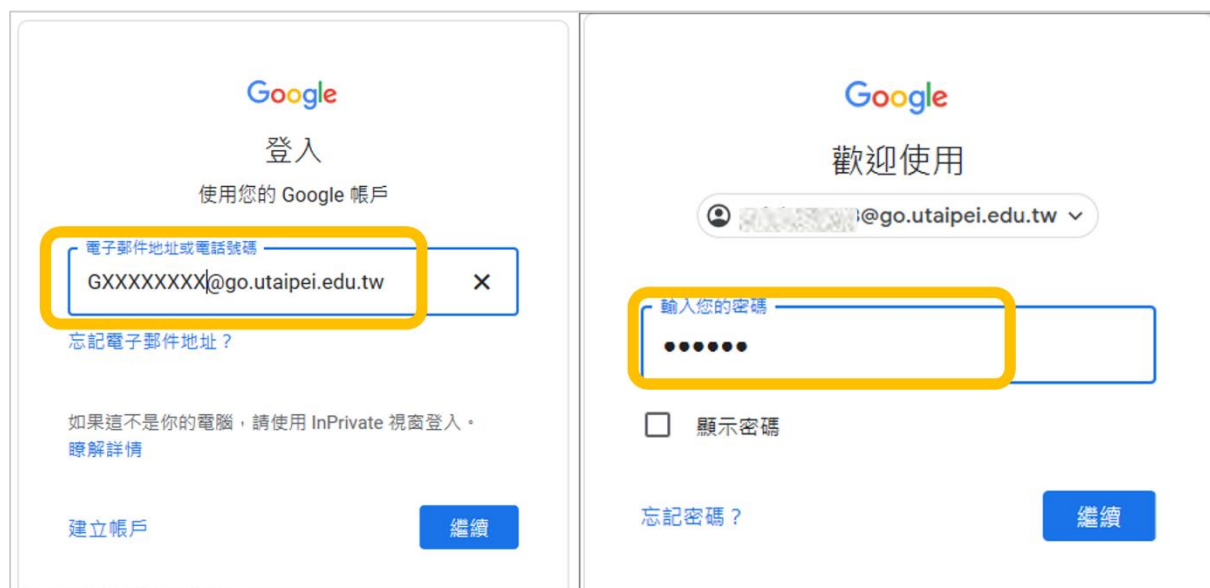 Google
登入
使用您的 Google 帳戶
電子郵件地址或電話號碼
GXXXXXXXX@go.utaipei.edu.tw
忘記電子郵件地址？
如果這不是你的電腦，請使用 InPrivate 視窗登入。
瞭解詳情
建立帳戶
繼續
Google
歡迎使用
@go.utaipei.edu.tw
輸入您的密碼
顯示密碼
忘記密碼？
繼續